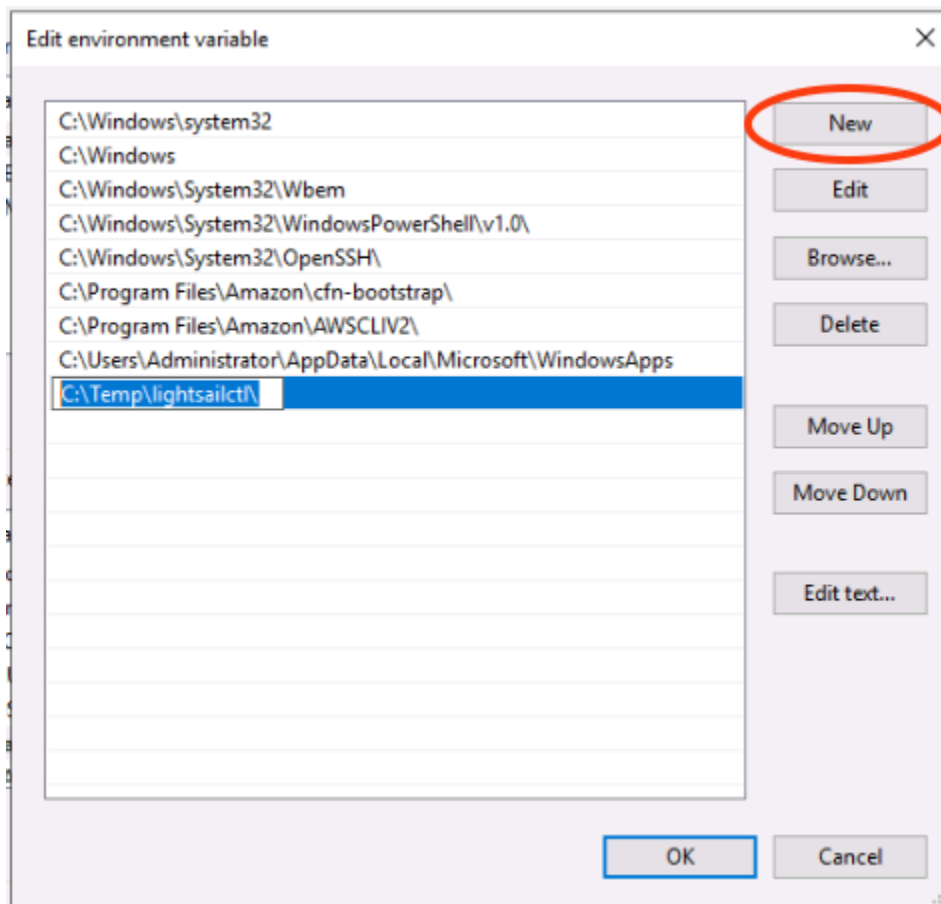 Edit environment variable
C:\Windows\system32
C:\Windows
C:\Windows\System32\Wbem
C:\Windows\System32\WindowsPowerShell\v1.0\
C:\Windows\System32\OpenSSH\
C:\Program Files\Amazon\cfn-bootstrap\
C:\Program Files\Amazon\AWSCLIV2\
C:\Users\Administrator\AppData\Local\Microsoft\WindowsApps
C:\Temp\lightsailctl\
New
Edit
Browse...
Delete
Move Up
Move Down
Edit text...
OK
Cancel